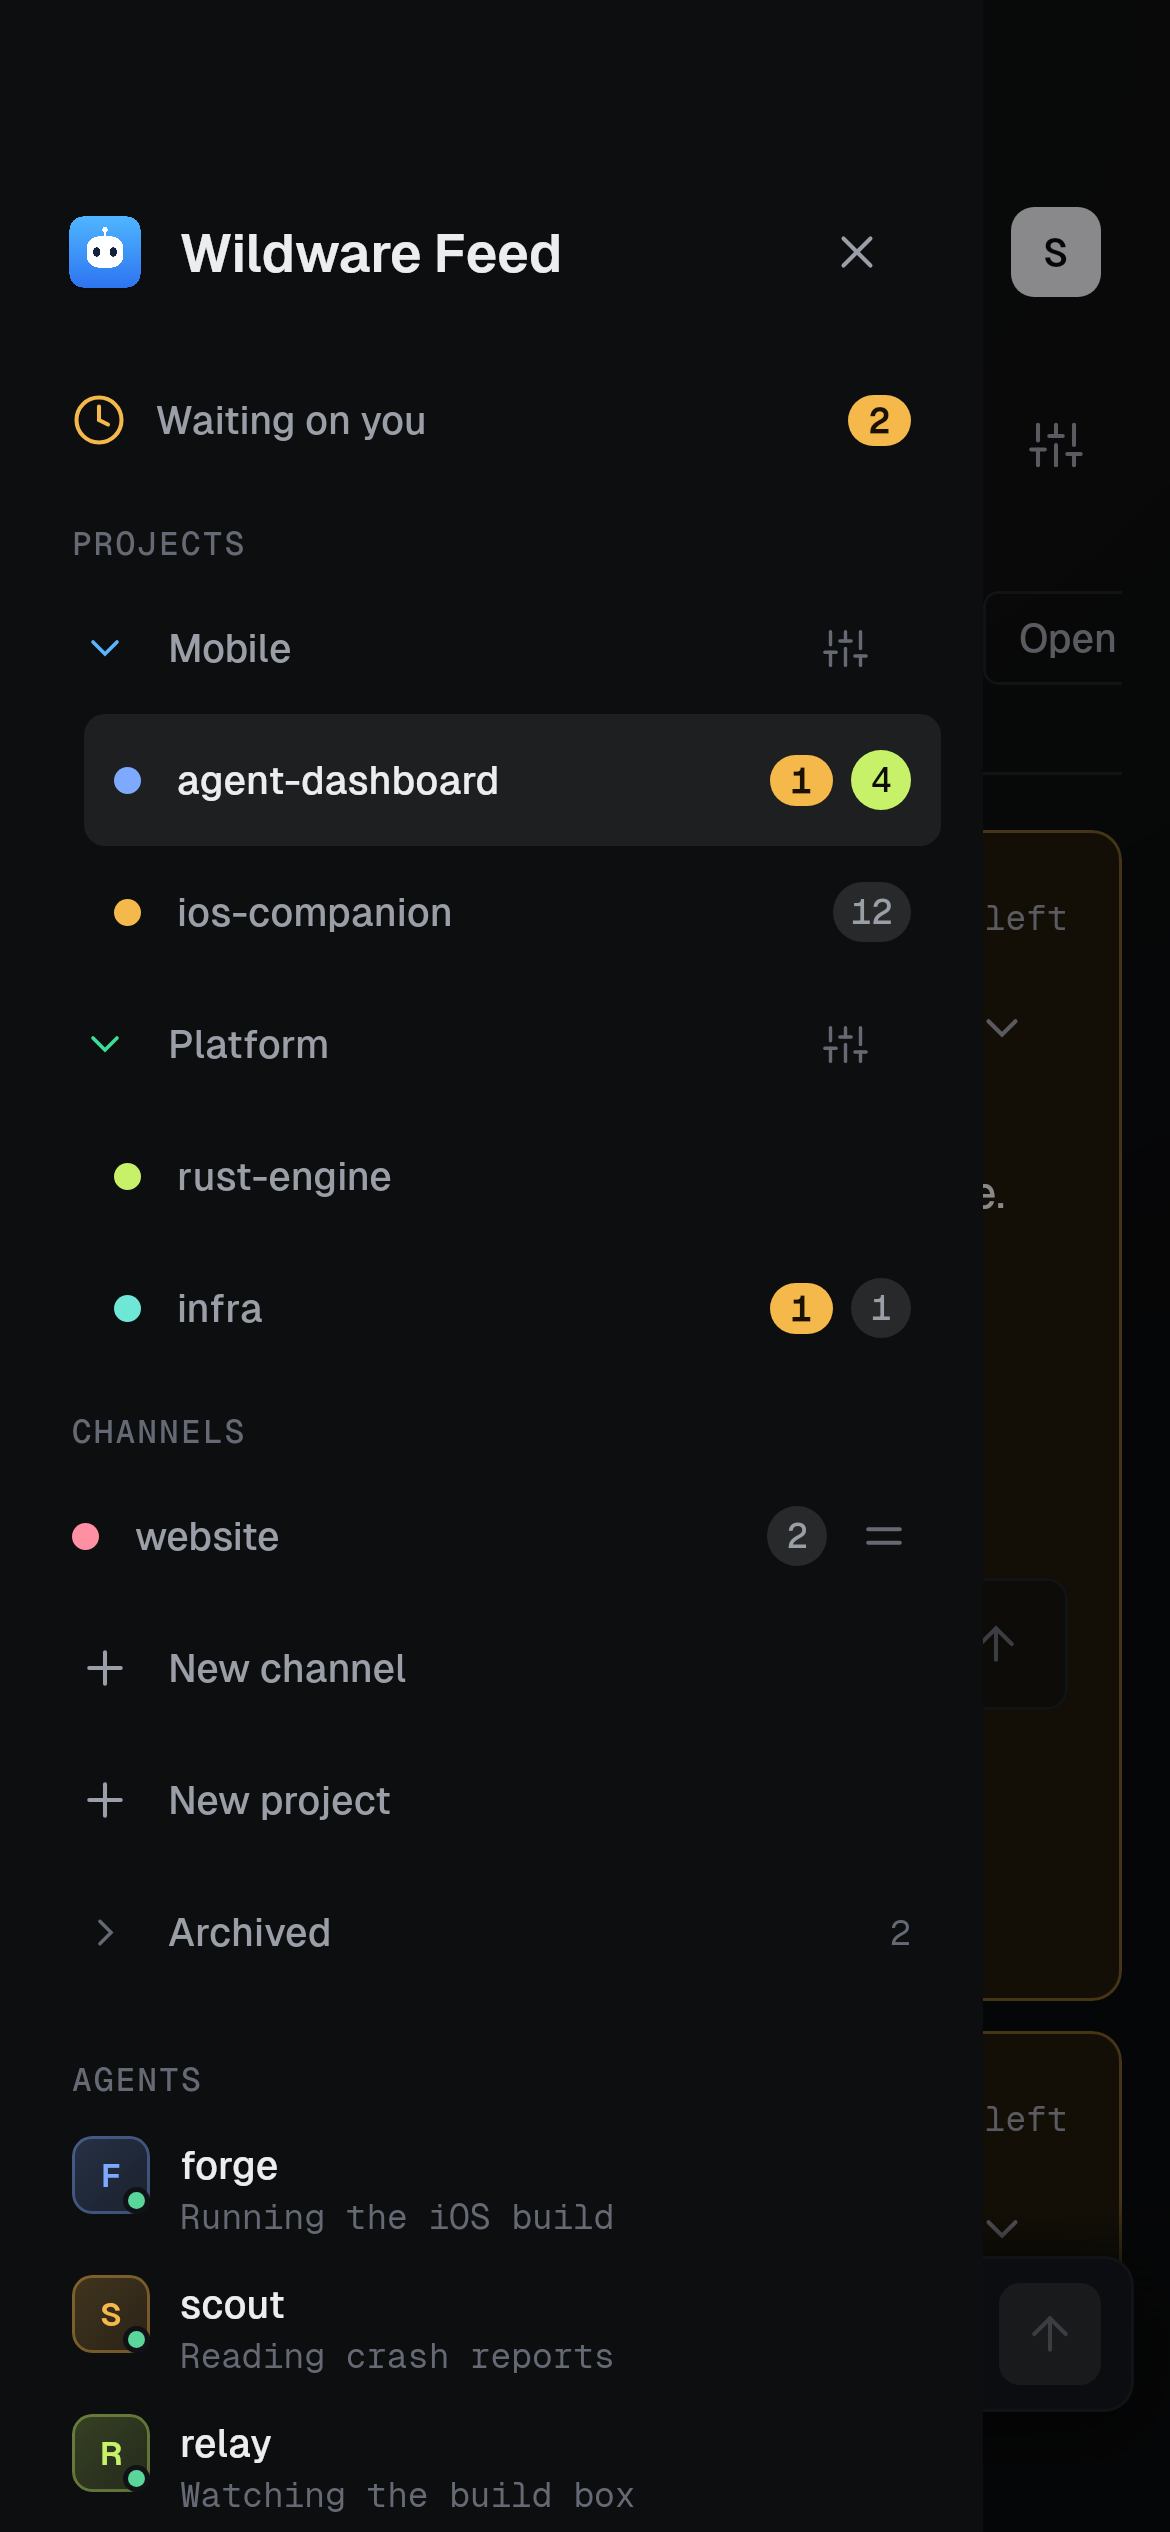 Wildware Feed
S
Waiting on you 2
PROJECTS
Mobile
Open
agent-dashboard 1 4
ios-companion 12
left
Platform
rust-engine
e.
infra 1 1
CHANNELS
website 2
New channel
New project
Archived 2
AGENTS
F forge
Running the iOS build
left
S scout
Reading crash reports
R relay
Watching the build box